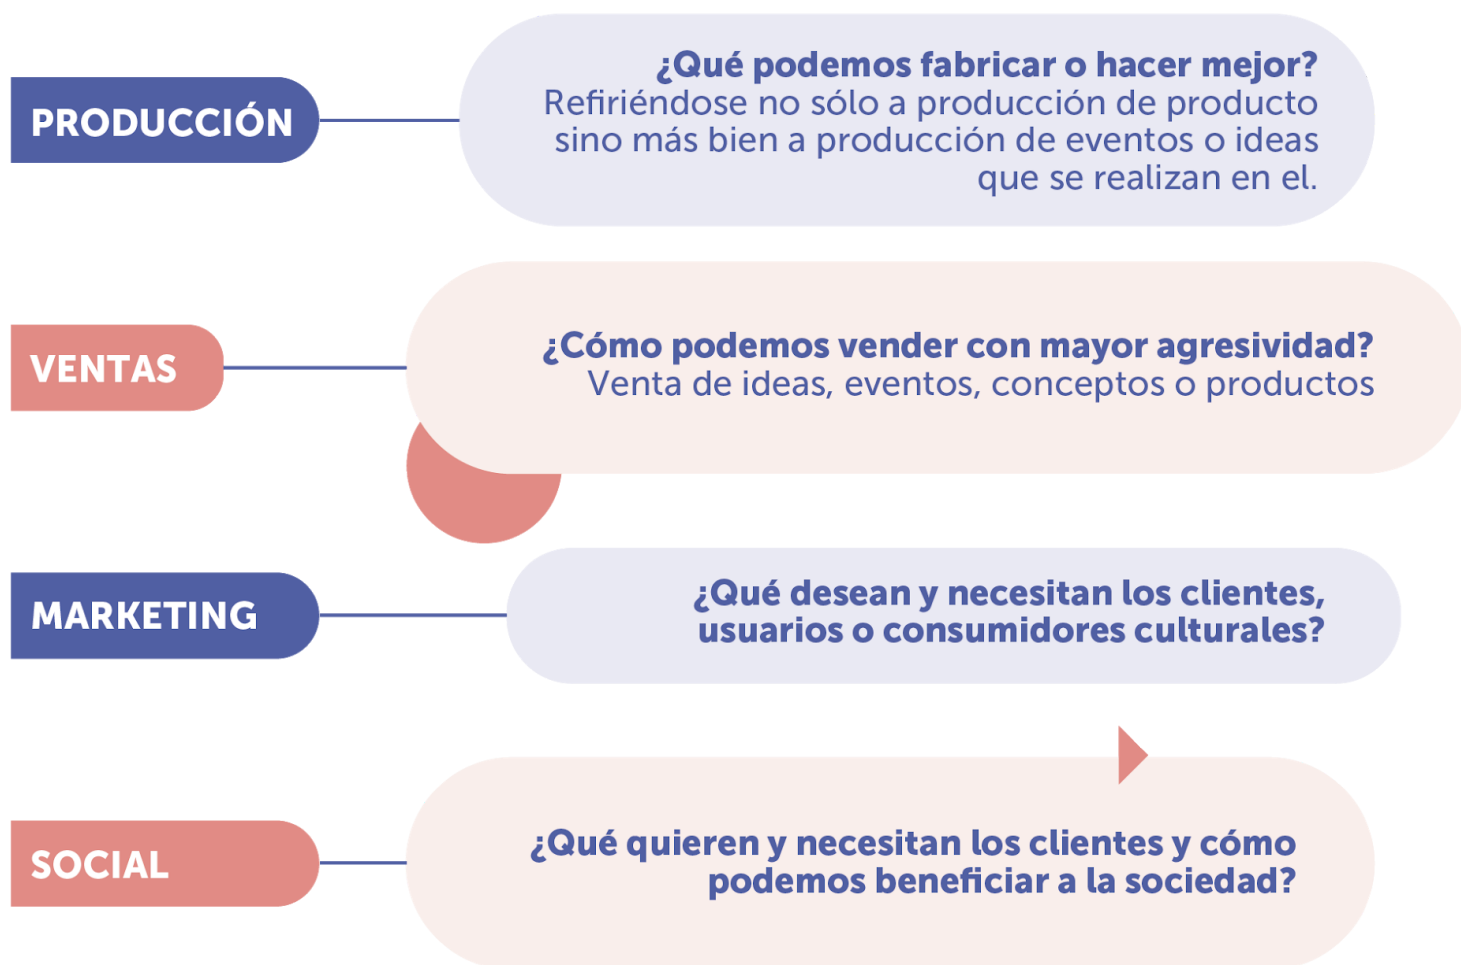 PRODUCCIÓN
¿Qué podemos fabricar o hacer mejor?
Refiriéndose no sólo a producción de producto
sino más bien a producción de eventos o ideas
que se realizan en el.
VENTAS
¿Cómo podemos vender con mayor agresividad?
Venta de ideas, eventos, conceptos o productos
MARKETING
¿Qué desean y necesitan los clientes,
usuarios o consumidores culturales?
SOCIAL
¿Qué quieren y necesitan los clientes y cómo
podemos beneficiar a la sociedad?